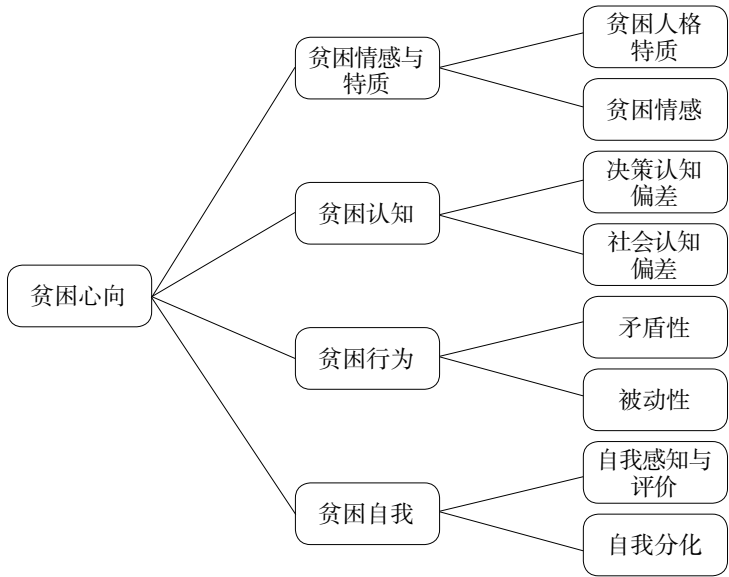 贫困心向
贫困情感与
特质
贫困人格
特质
贫困情感
贫困认知
决策认知
偏差
社会认知
偏差
贫困行为
矛盾性
被动性
贫困自我
自我感知与
评价
自我分化